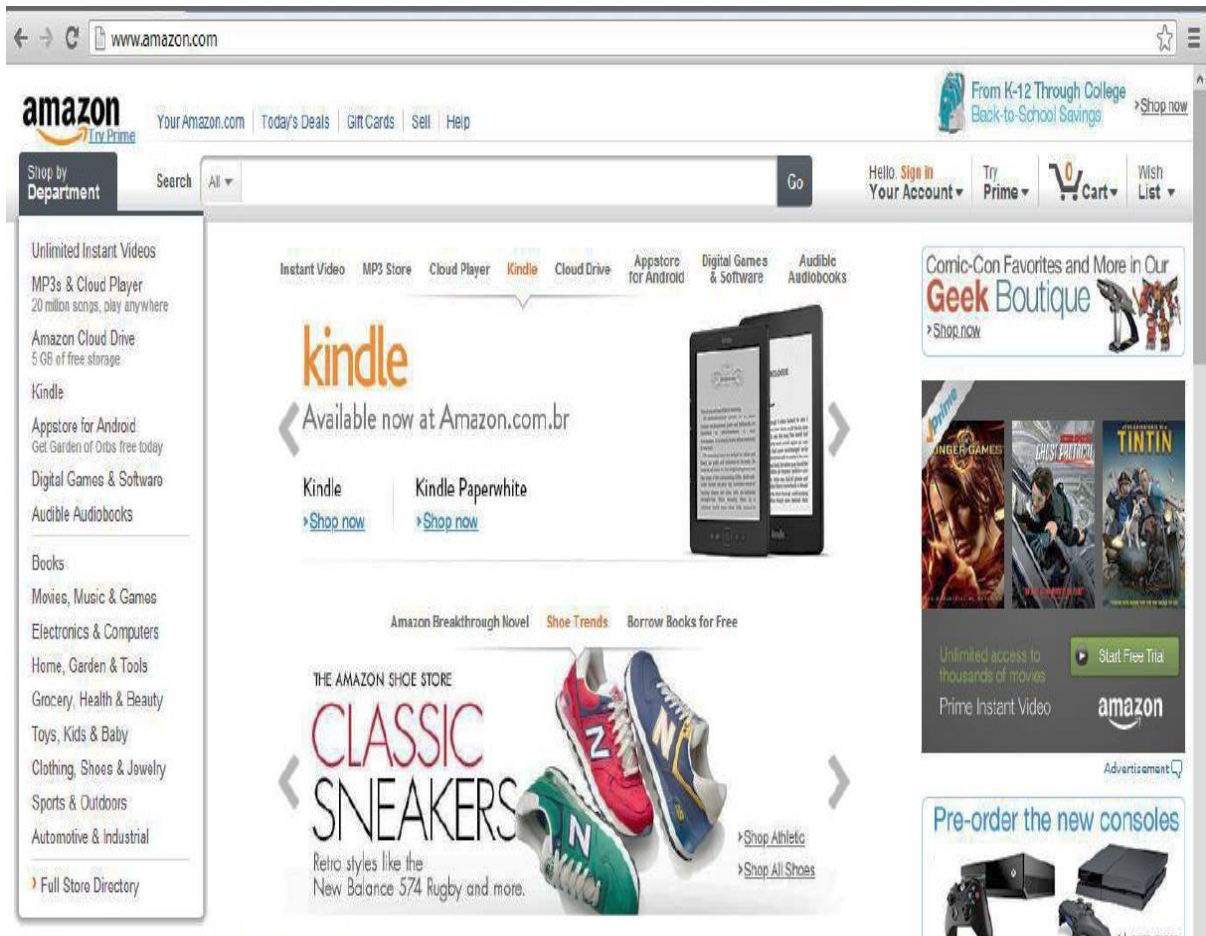 www.amazon.com
amazon
Try Prime
Your Amazon.com | Today's Deals | Gift Cards | Sell | Help
From K-12 Through College
Back-to-School Savings
Shop now
Shop by
Department
Search
All
Go
Hello. Sign in
Your Account
Try
Prime
0
Cart
Wish
List
Unlimited Instant Videos
MP3s & Cloud Player
20 million songs, play anywhere
Amazon Cloud Drive
5 GB of free storage
Kindle
Appstore for Android
Get Garden of Orbs free today
Digital Games & Software
Audible Audiobooks
Books
Movies, Music & Games
Electronics & Computers
Home, Garden & Tools
Grocery, Health & Beauty
Toys, Kids & Baby
Clothing, Shoes & Jewelry
Sports & Outdoors
Automotive & Industrial
Full Store Directory
Instant Video
MP3 Store
Cloud Player
Kindle
Cloud Drive
Appstore
for Android
Digital Games
& Software
Audible
Audiobooks
kindle
Available now at Amazon.com.br
Kindle
Shop now
Kindle Paperwhite
Shop now
Amazon Breakthrough Novel
Shoe Trends
Borrow Books for Free
THE AMAZON SHOE STORE
CLASSIC
SNEAKERS
Retro styles like the
New Balance 574 Rugby and more.
Shop Athletic
Shop All Shoes
Comic-Con Favorites and More in Our
Geek Boutique
Shop now
Prime
HUNGER GAMES
GHOST PROTOCOL
TINTIN
Unlimited access to
thousands of movies
Prime Instant Video
Start Free Trial
amazon
Advertisement
Pre-order the new consoles